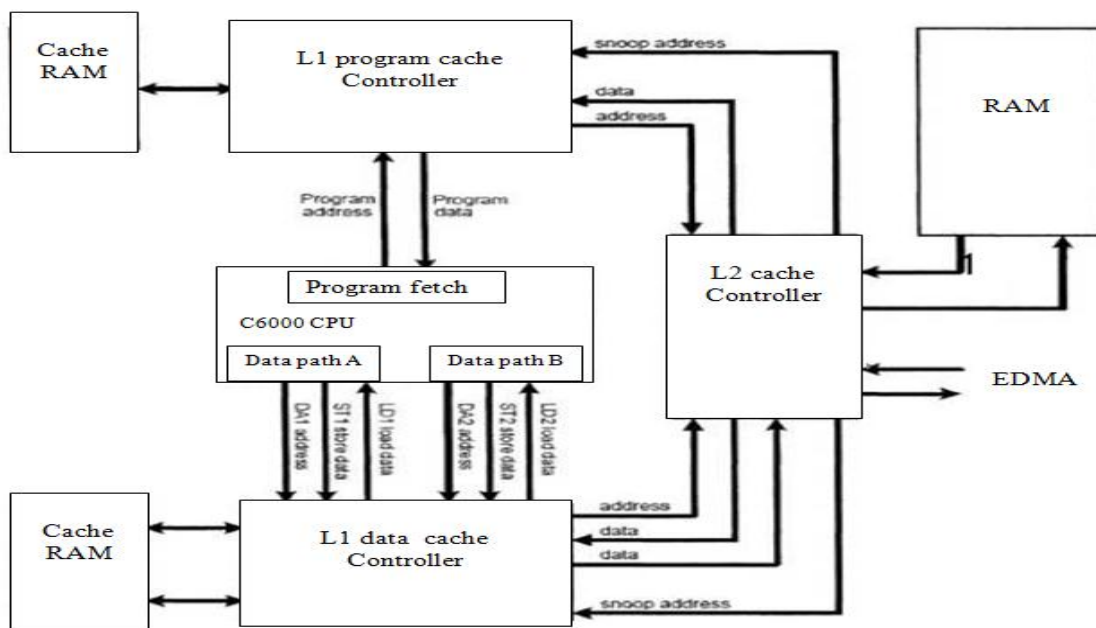 Cache
RAM
L1 program cache
Controller
snoop address
data
address
RAM
Program
address
Program
data
L2 cache
Controller
Program fetch
C6000 CPU
Data path A
Data path B
EDMA
DA1 address
ST1 store data
LD1 load data
DA2 address
ST2 store data
LD2 load data
Cache
RAM
L1 data cache
Controller
address
data
data
snoop address